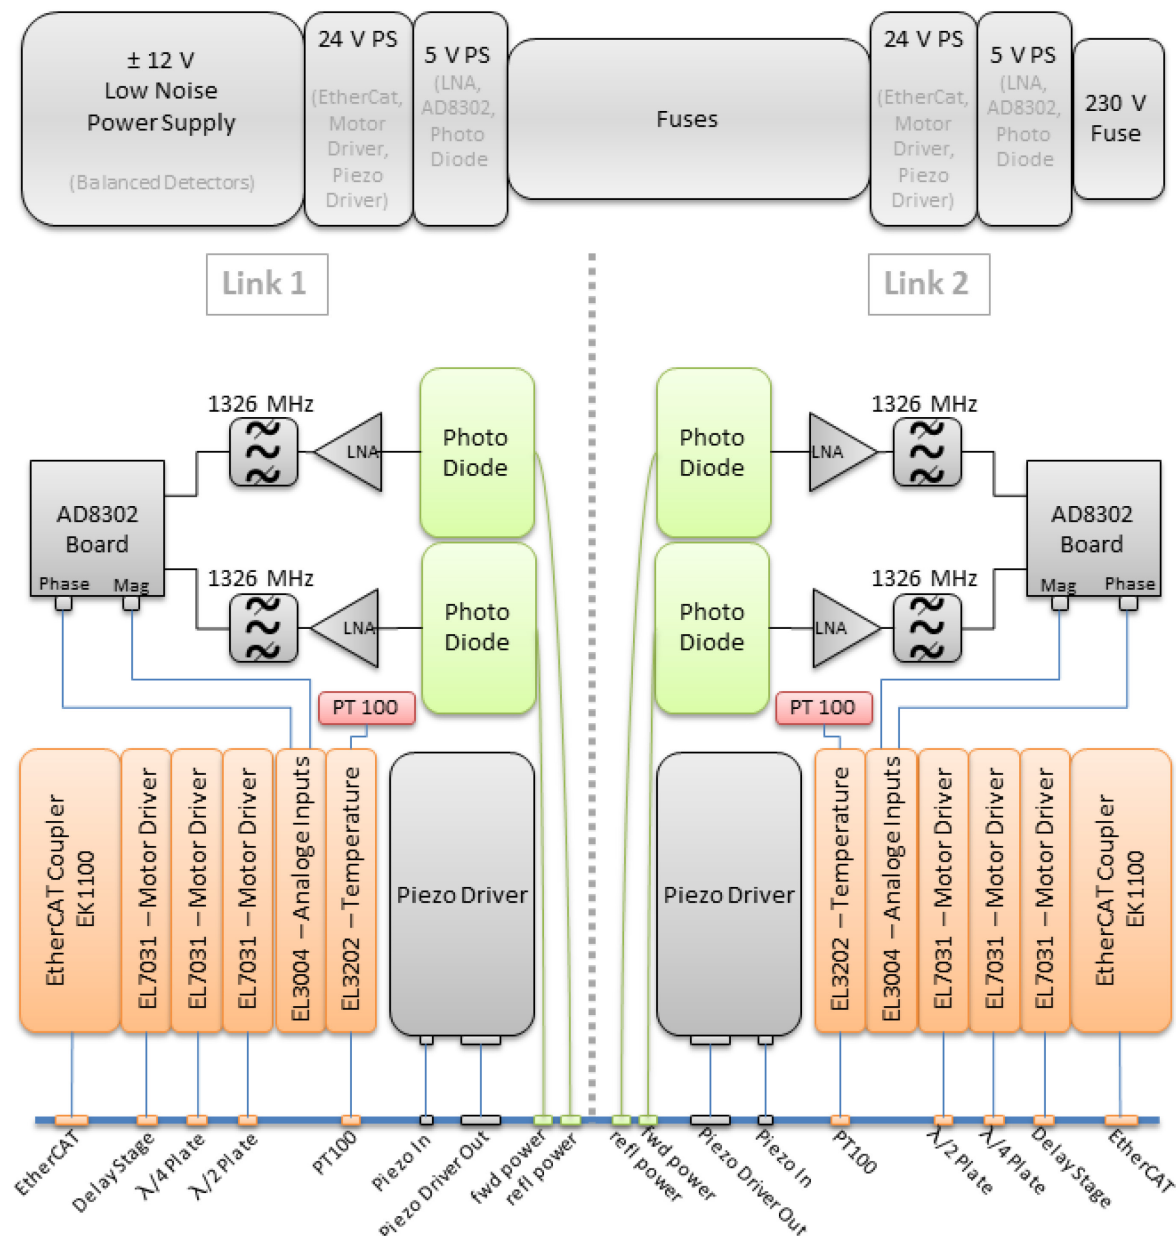 ± 12 V
Low Noise
Power Supply
(Balanced Detectors)
24 V PS
(EtherCat,
Motor
Driver,
Piezo
Driver)
5 V PS
(LNA,
AD8302,
Photo
Diode)
Fuses
24 V PS
(EtherCat,
Motor
Driver,
Piezo
Driver)
5 V PS
(LNA,
AD8302,
Photo
Diode)
230 V
Fuse
Link 1
Link 2
1326 MHz
LNA
Photo
Diode
AD8302
Board
Phase
Mag
1326 MHz
LNA
Photo
Diode
PT 100
Photo
Diode
LNA
1326 MHz
AD8302
Board
Mag
Phase
Photo
Diode
LNA
1326 MHz
PT 100
EtherCAT Coupler
EK1100
EL7031 – Motor Driver
EL7031 – Motor Driver
EL7031 – Motor Driver
EL3004 – Analoge Inputs
EL3202 – Temperature
Piezo Driver
Piezo Driver
EL3202 – Temperature
EL3004 – Analoge Inputs
EL7031 – Motor Driver
EL7031 – Motor Driver
EL7031 – Motor Driver
EtherCAT Coupler
EK1100
EtherCAT
Delay Stage
λ/4 Plate
λ/2 Plate
PT100
Piezo In
Piezo Driver Out
fwd power
refl power
refl power
fwd power
Piezo Driver Out
Piezo In
PT100
λ/2 Plate
λ/4 Plate
Delay Stage
EtherCAT